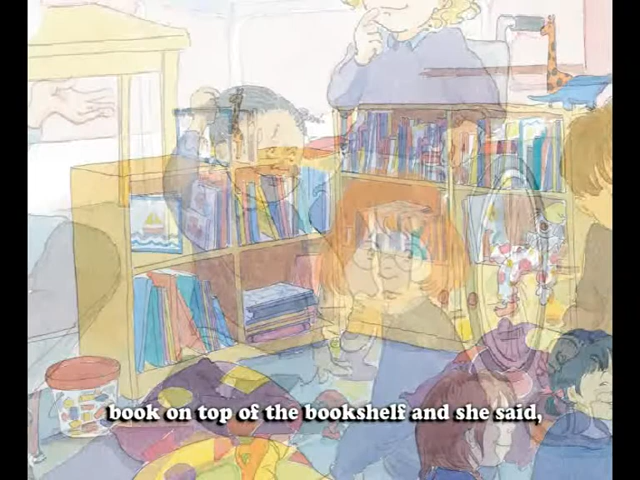 book on top of the bookshelf and she said,